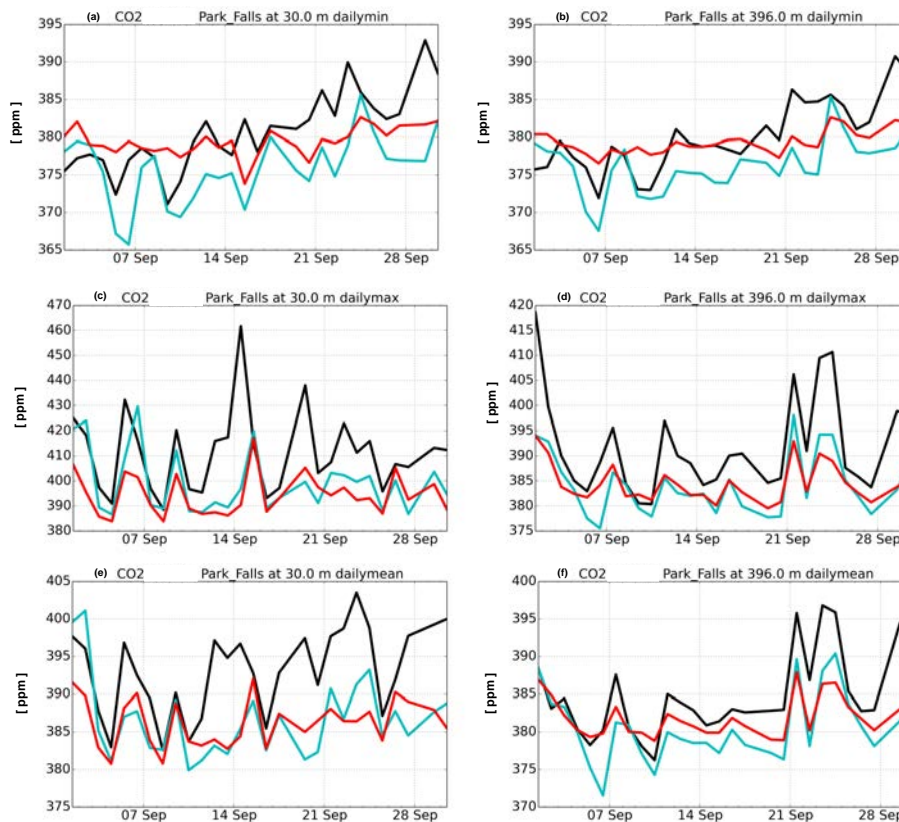 (a) CO2 Park_Falls at 30.0 m dailymin
395
390
385
380
375
370
365
[ ppm ]
07 Sep 14 Sep 21 Sep 28 Sep
(b) CO2 Park_Falls at 396.0 m dailymin
395
390
385
380
375
370
365
[ ppm ]
07 Sep 14 Sep 21 Sep 28 Sep
(c) CO2 Park_Falls at 30.0 m dailymax
470
460
450
440
430
420
410
400
390
380
[ ppm ]
07 Sep 14 Sep 21 Sep 28 Sep
(d) CO2 Park_Falls at 396.0 m dailymax
420
415
410
405
400
395
390
385
380
375
[ ppm ]
07 Sep 14 Sep 21 Sep 28 Sep
(e) CO2 Park_Falls at 30.0 m dailymean
405
400
395
390
385
380
375
[ ppm ]
07 Sep 14 Sep 21 Sep 28 Sep
(f) CO2 Park_Falls at 396.0 m dailymean
400
395
390
385
380
375
370
[ ppm ]
07 Sep 14 Sep 21 Sep 28 Sep